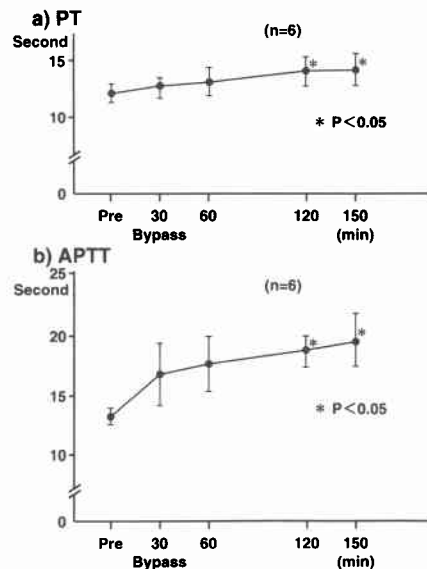 a) PT
Second
(n=6)
15
*
*
10
* P<0.05
0
Pre 30 60 120 150
Bypass (min)
b) APTT
25
Second
(n=6)
20
*
*
15
* P<0.05
10
0
Pre 30 60 120 150
Bypass (min)